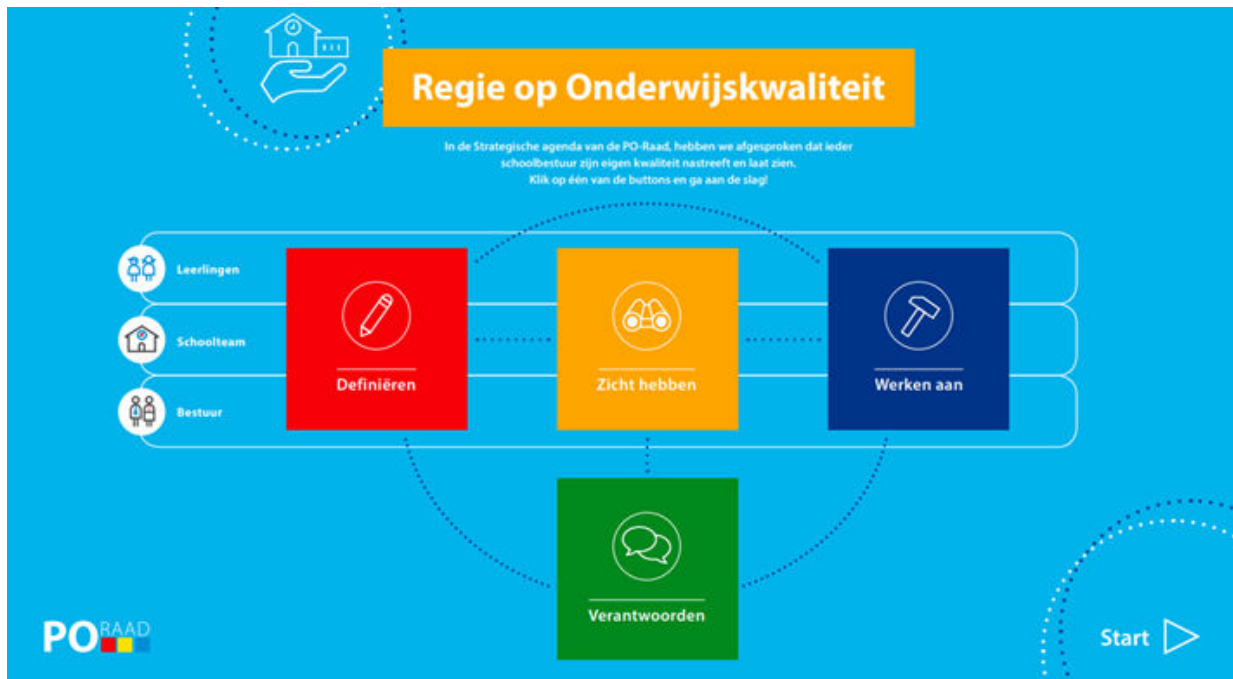 Regie op Onderwijskwaliteit
In de Strategische agenda van de PO-Raad, hebben we afgesproken dat ieder
schoolbestuur zijn eigen kwaliteit nastreeft en laat zien.
Klik op één van de buttons en ga aan de slag!
Leerlingen
Schoolteam
Bestuur
Definiëren
Zicht hebben
Werken aan
Verantwoorden
PO RAAD
Start